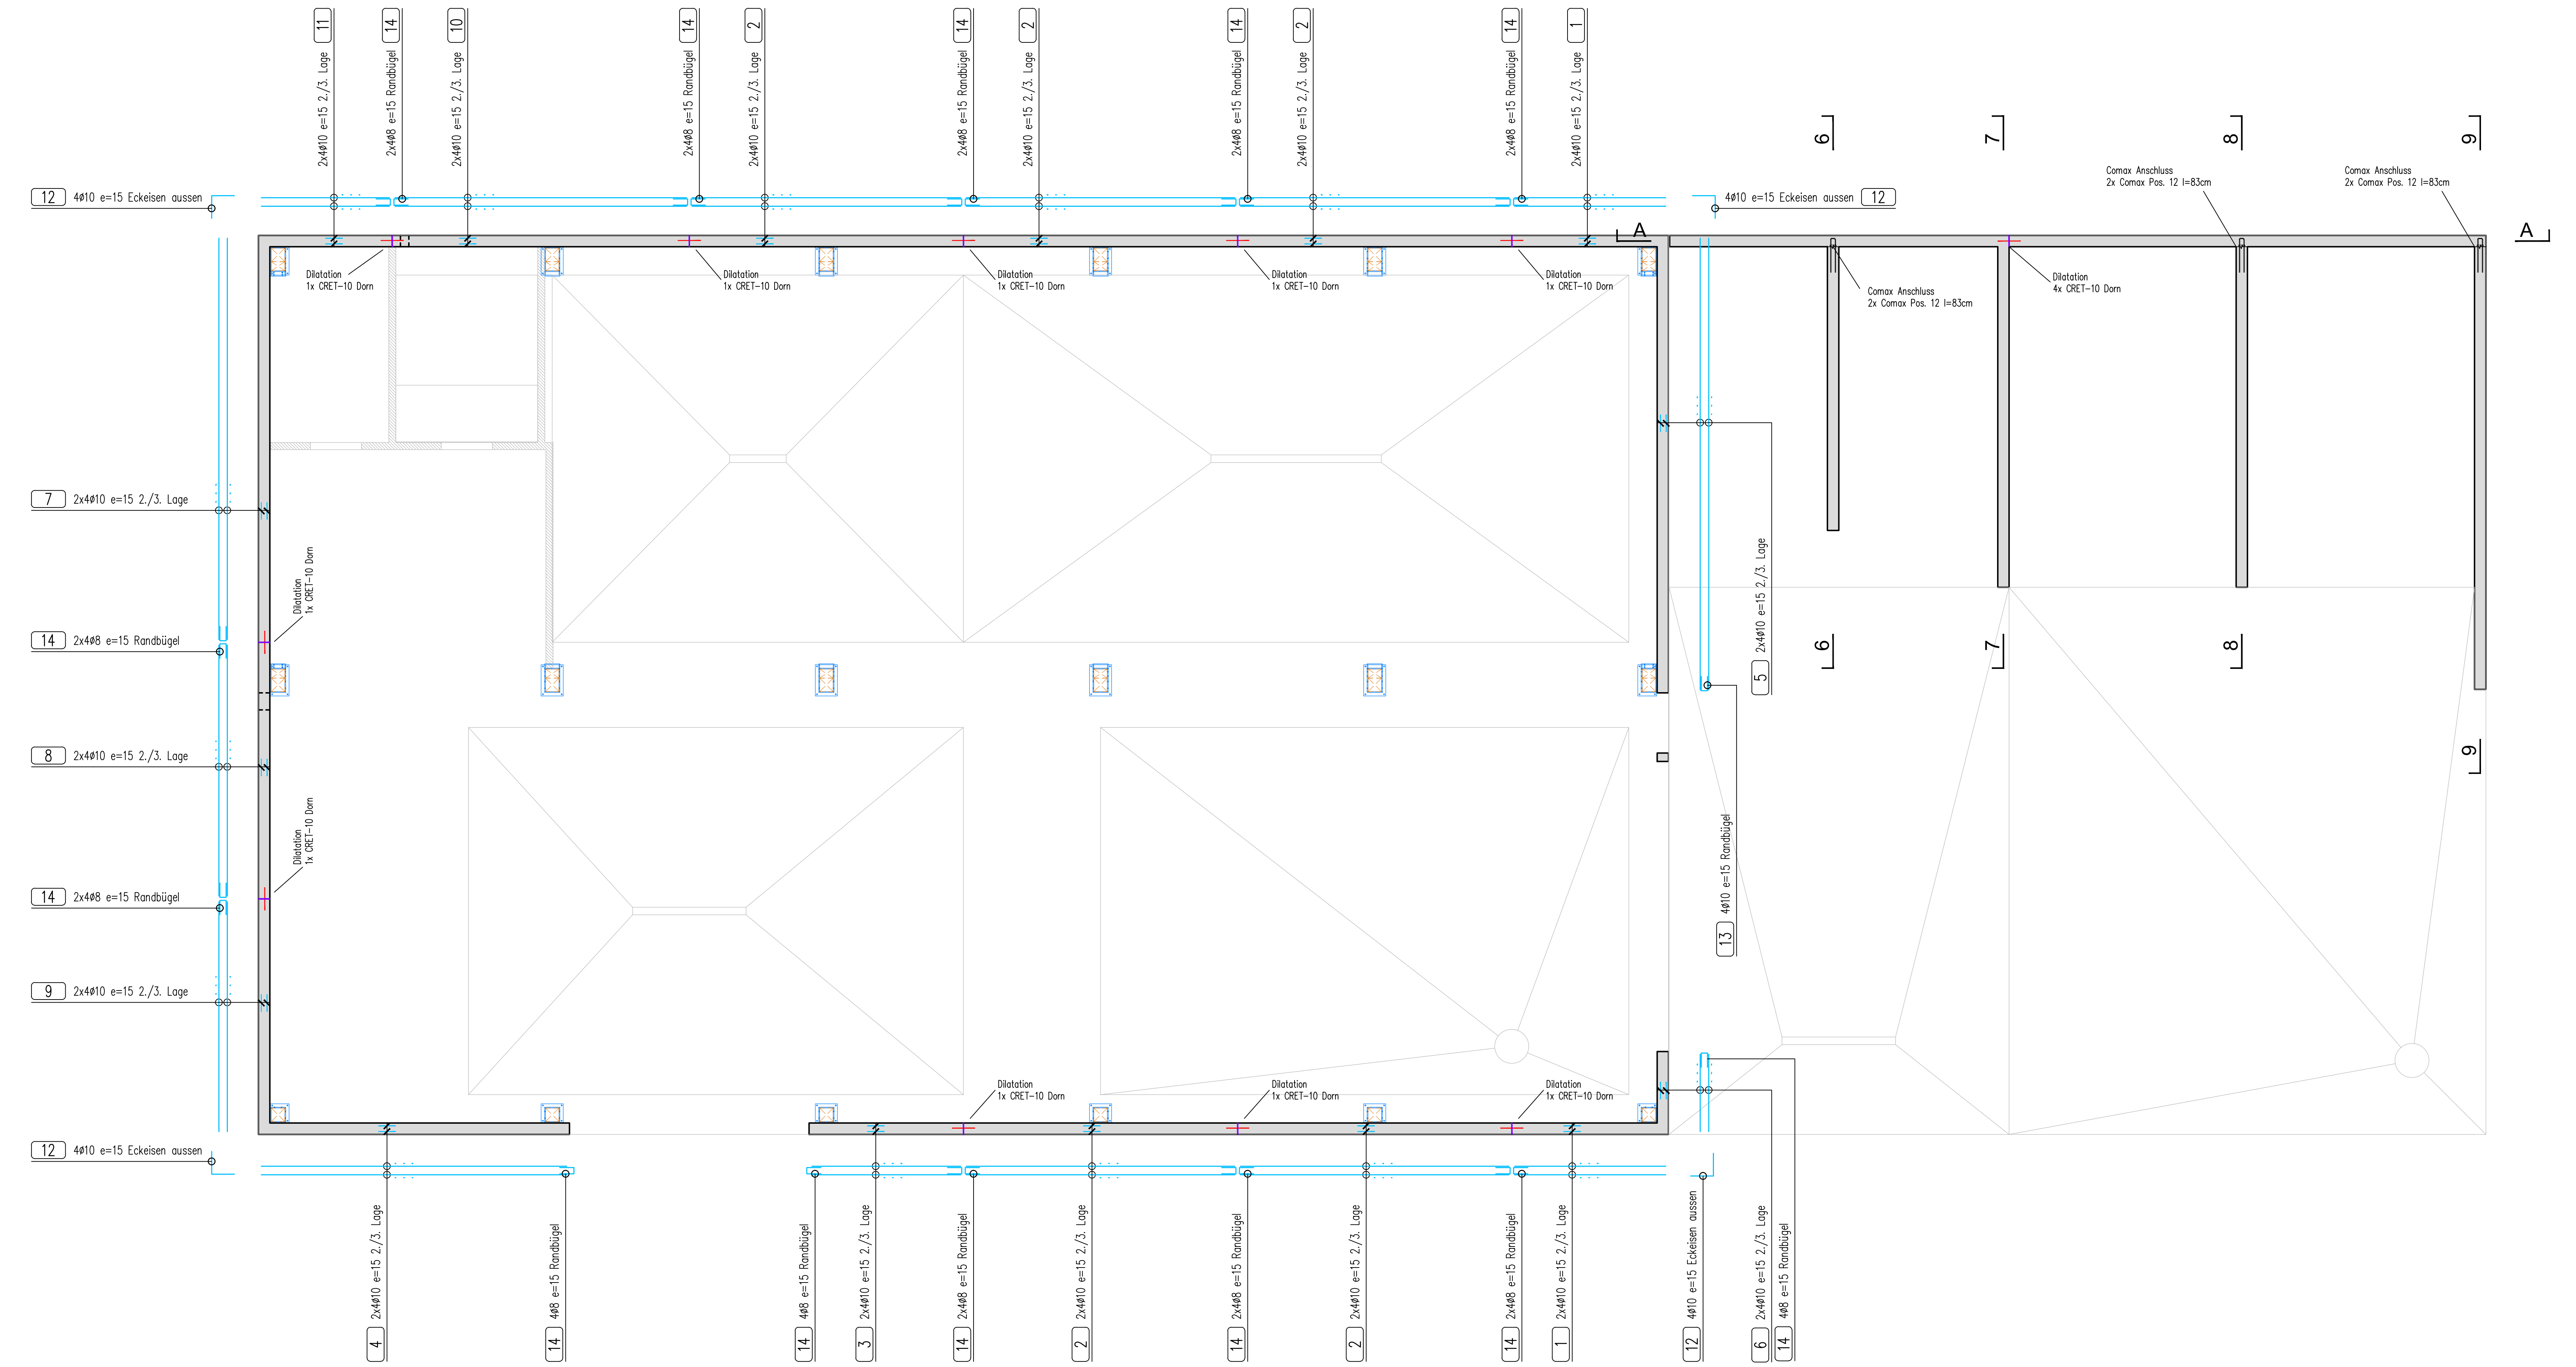 11
2x4ø10 e=15 2./3. Lage
14
2x4ø8 e=15 Randbügel
10
2x4ø10 e=15 2./3. Lage
14
2x4ø8 e=15 Randbügel
2
2x4ø10 e=15 2./3. Lage
14
2x4ø8 e=15 Randbügel
2
2x4ø10 e=15 2./3. Lage
14
2x4ø8 e=15 Randbügel
2
2x4ø10 e=15 2./3. Lage
14
2x4ø8 e=15 Randbügel
1
2x4ø10 e=15 2./3. Lage
6
7
8
9
Comax Anschluss
2x Comax Pos. 12 l=83cm
Comax Anschluss
2x Comax Pos. 12 l=83cm
12 4ø10 e=15 Eckeisen aussen
4ø10 e=15 Eckeisen aussen 12
A
A
Dilatation
1x CRET-10 Dorn
Dilatation
1x CRET-10 Dorn
Dilatation
1x CRET-10 Dorn
Dilatation
1x CRET-10 Dorn
Dilatation
1x CRET-10 Dorn
Comax Anschluss
2x Comax Pos. 12 l=83cm
Dilatation
4x CRET-10 Dorn
7 2x4ø10 e=15 2./3. Lage
Dilatation
1x CRET-10 Dorn
5 2x4ø10 e=15 2./3. Lage
14 2x4ø8 e=15 Randbügel
6
7
8
9
8 2x4ø10 e=15 2./3. Lage
Dilatation
1x CRET-10 Dorn
13 4ø10 e=15 Randbügel
14 2x4ø8 e=15 Randbügel
9 2x4ø10 e=15 2./3. Lage
Dilatation
1x CRET-10 Dorn
Dilatation
1x CRET-10 Dorn
Dilatation
1x CRET-10 Dorn
12 4ø10 e=15 Eckeisen aussen
4 2x4ø10 e=15 2./3. Lage
14 4ø8 e=15 Randbügel
14 4ø8 e=15 Randbügel
3 2x4ø10 e=15 2./3. Lage
14 2x4ø8 e=15 Randbügel
2 2x4ø10 e=15 2./3. Lage
14 2x4ø8 e=15 Randbügel
2 2x4ø10 e=15 2./3. Lage
14 2x4ø8 e=15 Randbügel
1 2x4ø10 e=15 2./3. Lage
12 4ø10 e=15 Eckeisen aussen
6 2x4ø10 e=15 2./3. Lage
14 4ø8 e=15 Randbügel